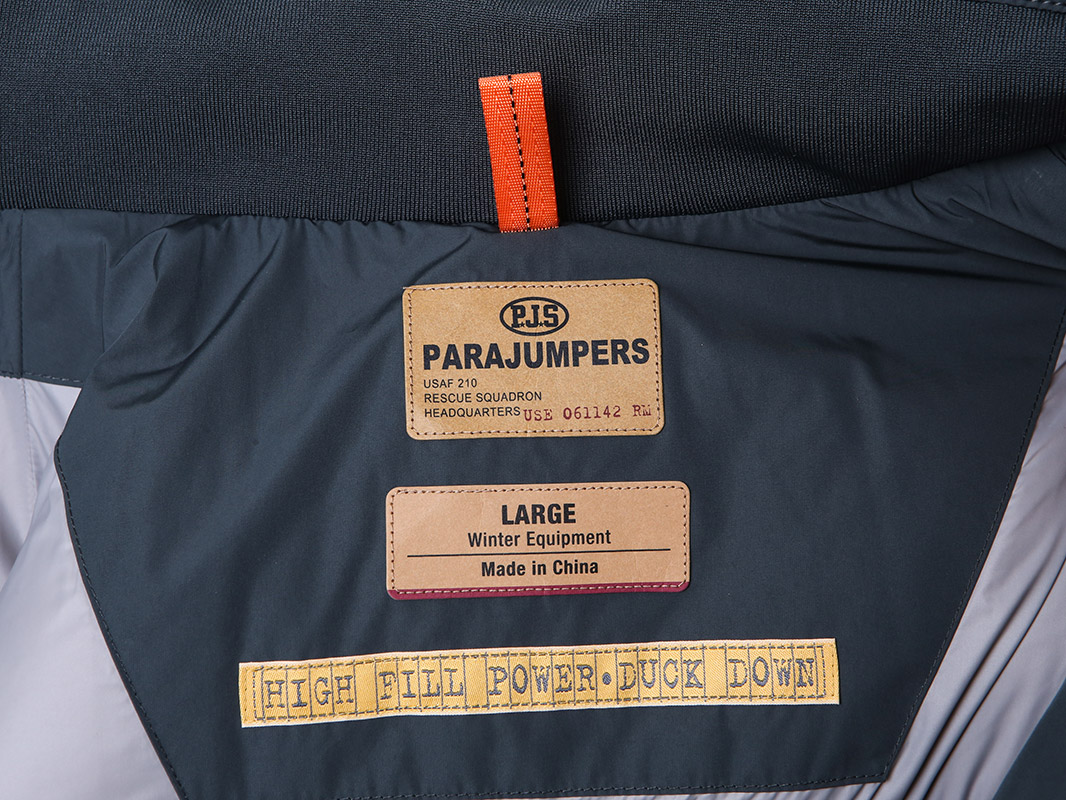 P.J.S
PARAJUMPERS
USAF 210
RESCUE SQUADRON
HEADQUARTERS USE 061142 RM
LARGE
Winter Equipment
Made in China
HIGH FILL POWER•DUCK DOWN